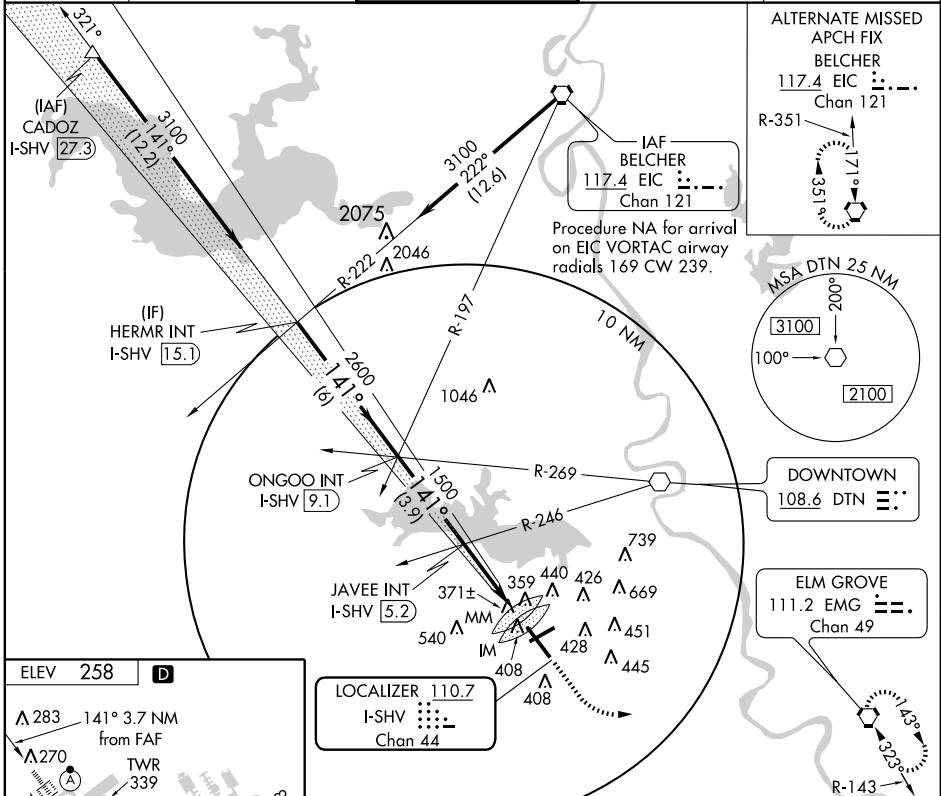 321°
(IAF)
CADOZ
I-SHV 27.3
3100
141°
(12.2)
3100
222°
(12.6)
IAF
BELCHER
117.4 EIC
Chan 121
Procedure NA for arrival
on EIC VORTAC airway
radials 169 CW 239.
ALTERNATE MISSED
APCH FIX
BELCHER
117.4 EIC
Chan 121
R-351
171°
351°
2075
2046
R-222
R-197
10 NM
MSA DTN 25 NM
200°
3100
100°
2100
(IF)
HERMR INT
I-SHV 15.1
2600
141°
(6)
1046
ONGOO INT
I-SHV 9.1
1500
141°
(3.9)
R-269
R-246
DOWNTOWN
108.6 DTN
JAVEE INT
I-SHV 5.2
371±
MM
359
440
426
739
669
540
IM
408
428
451
445
408
ELM GROVE
111.2 EMG
Chan 49
143°
323°
R-143
LOCALIZER 110.7
I-SHV
Chan 44
ELEV 258
D
283
141° 3.7 NM
from FAF
270
A
TWR
339